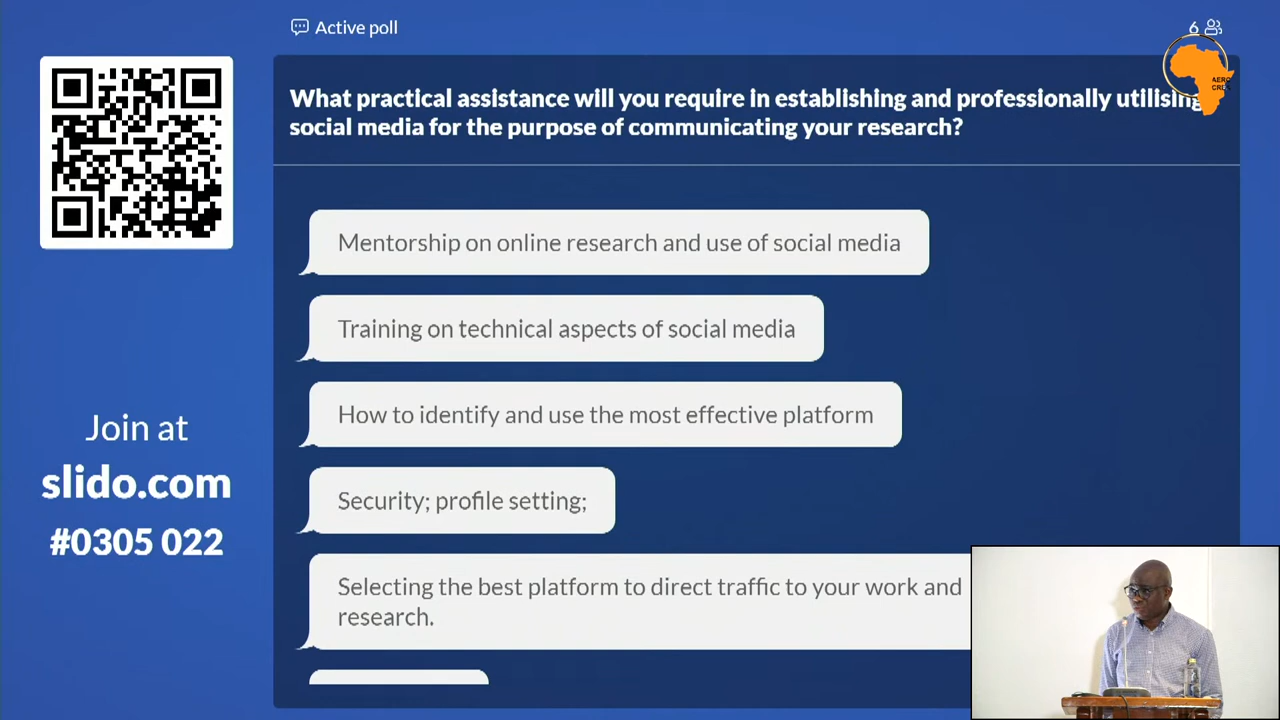 Active poll
6
What practical assistance will you require in establishing and professionally utilising
social media for the purpose of communicating your research?
Mentorship on online research and use of social media
Training on technical aspects of social media
How to identify and use the most effective platform
Security; profile setting;
Selecting the best platform to direct traffic to your work and
research.
Join at
slido.com
#0305 022